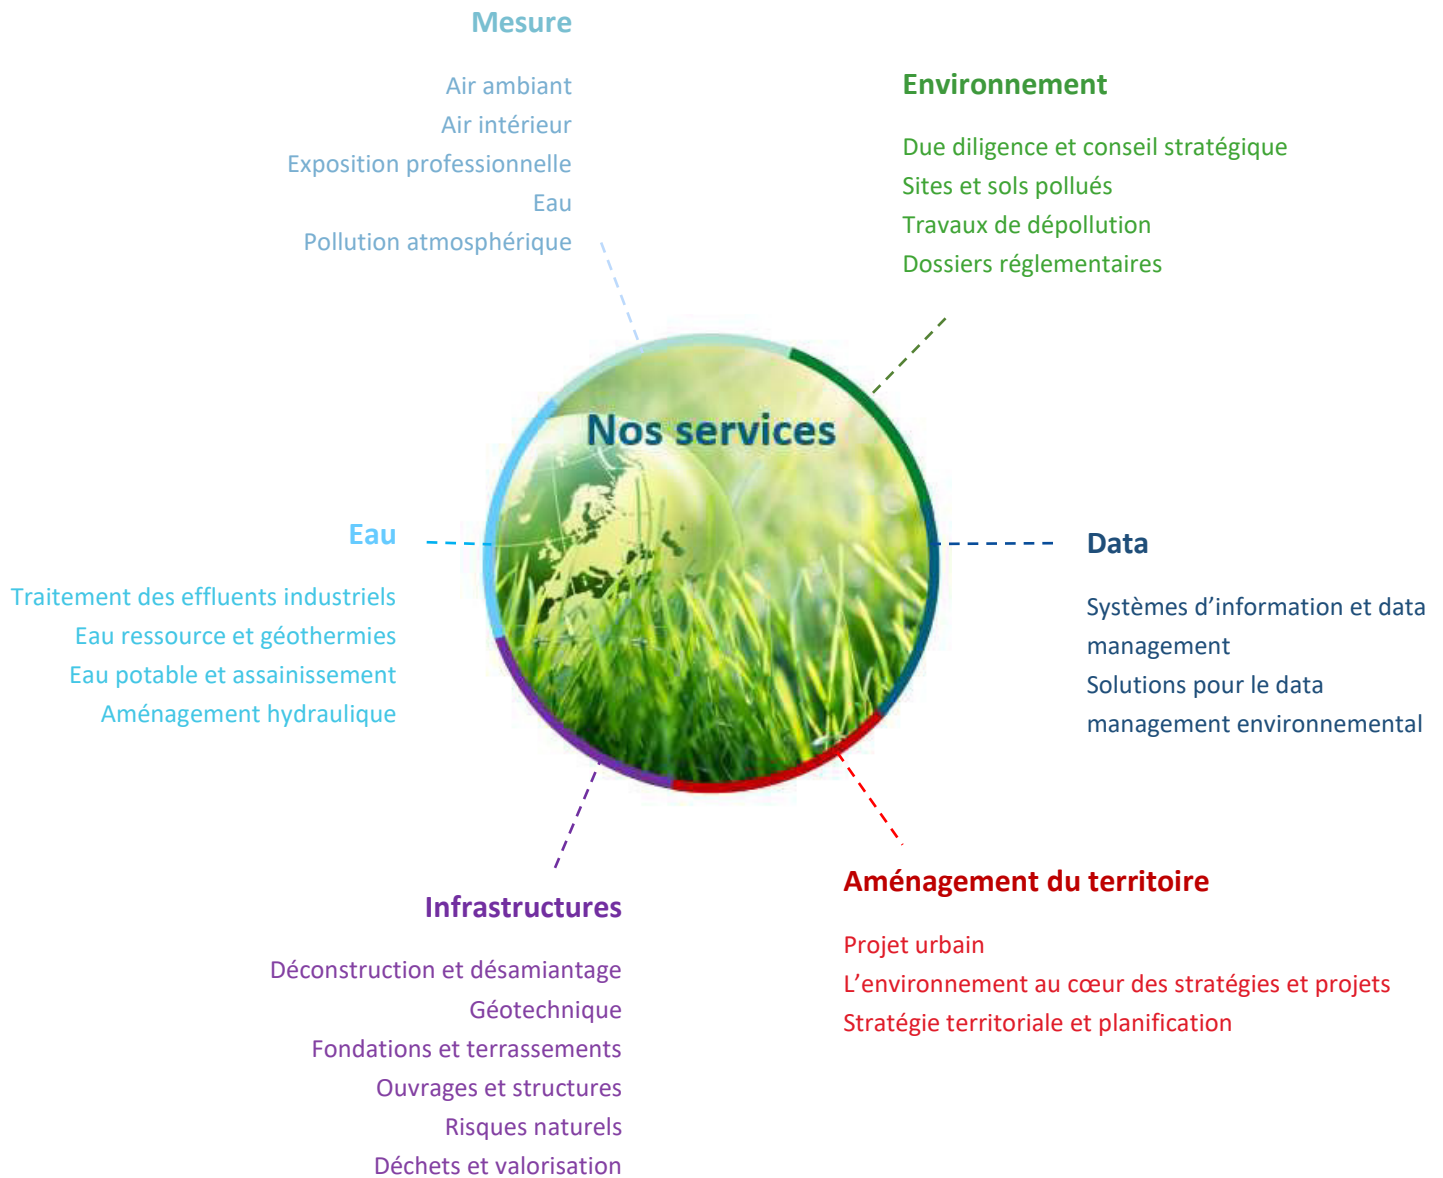 Mesure
Air ambiant
Air intérieur
Exposition professionnelle
Eau
Pollution atmosphérique
Environnement
Due diligence et conseil stratégique
Sites et sols pollués
Travaux de dépollution
Dossiers réglementaires
Nos services
Eau
Traitement des effluents industriels
Eau ressource et géothermies
Eau potable et assainissement
Aménagement hydraulique
Data
Systèmes d’information et data
management
Solutions pour le data
management environnemental
Infrastructures
Déconstruction et désamiantage
Géotechnique
Fondations et terrassements
Ouvrages et structures
Risques naturels
Déchets et valorisation
Aménagement du territoire
Projet urbain
L’environnement au cœur des stratégies et projets
Stratégie territoriale et planification